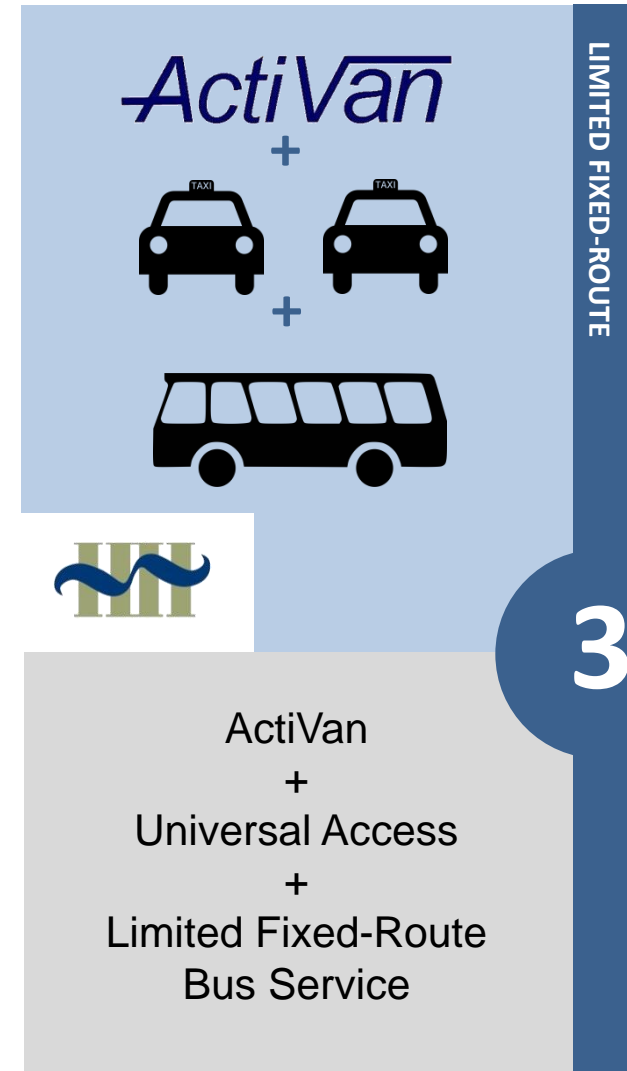 ActiVan
+
TAXI TAXI
+
LIMITED FIXED-ROUTE
3
ActiVan
+
Universal Access
+
Limited Fixed-Route
Bus Service